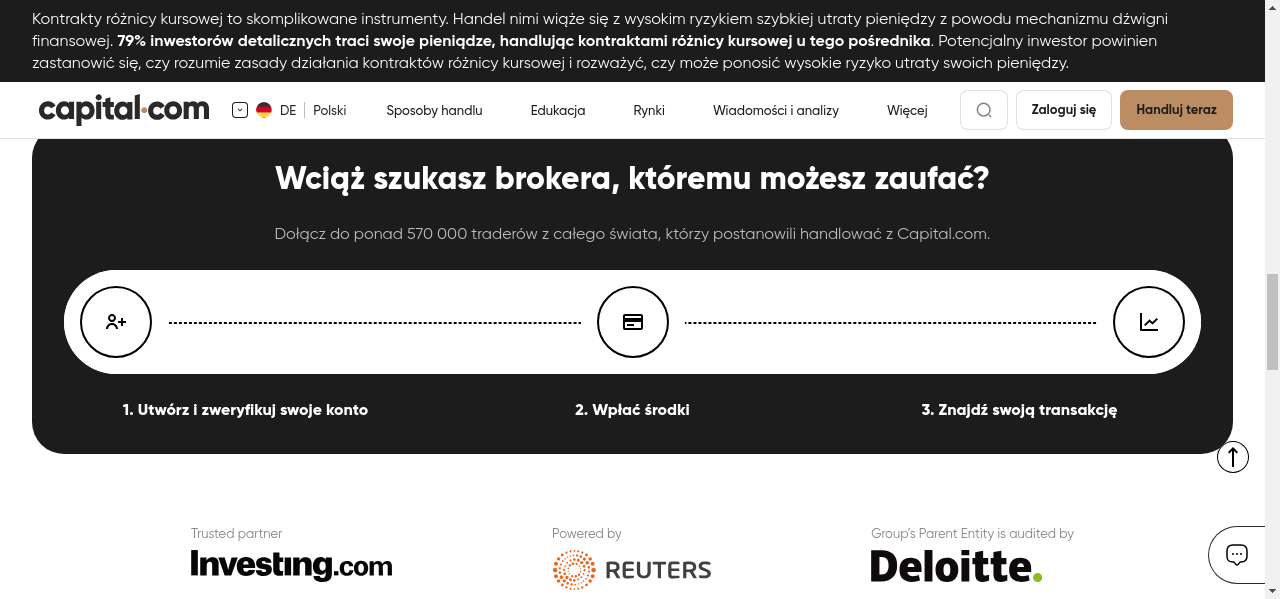 Kontrakty różnicy kursowej to skomplikowane instrumenty. Handel nimi wiąże się z wysokim ryzykiem szybkiej utraty pieniędzy z powodu mechanizmu dźwigni
finansowej. 79% inwestorów detalicznych traci swoje pieniądze, handlując kontraktami różnicy kursowej u tego pośrednika. Potencjalny inwestor powinien
zastanowić się, czy rozumie zasady działania kontraktów różnicy kursowej i rozważyć, czy może ponosić wysokie ryzyko utraty swoich pieniędzy.
capital.com DE Polski Sposoby handlu Edukacja Rynki Wiadomości i analizy Więcej Zaloguj się Handluj teraz
Wciąż szukasz brokera, któremu możesz zaufać?
Dołącz do ponad 570 000 traderów z całego świata, którzy postanowili handlować z Capital.com.
1. Utwórz i zweryfikuj swoje konto 2. Wpłać środki 3. Znajdź swoją transakcję
Trusted partner Powered by Group's Parent Entity is audited by
Investing.com REUTERS Deloitte.